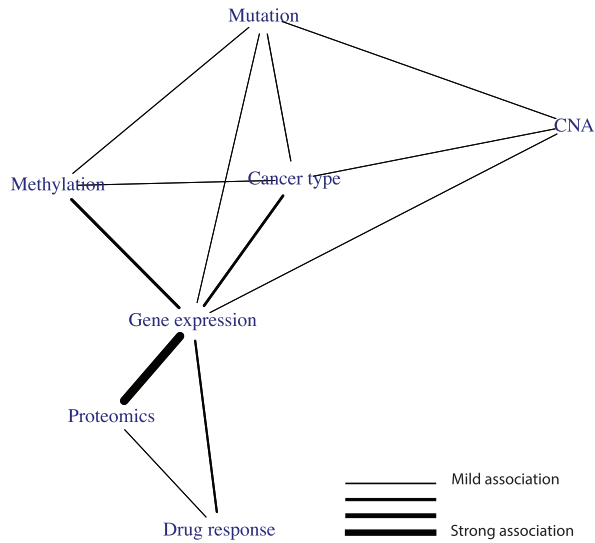 Mutation
CNA
Methylation
Cancer type
Gene expression
Proteomics
Drug response
Mild association
Strong association